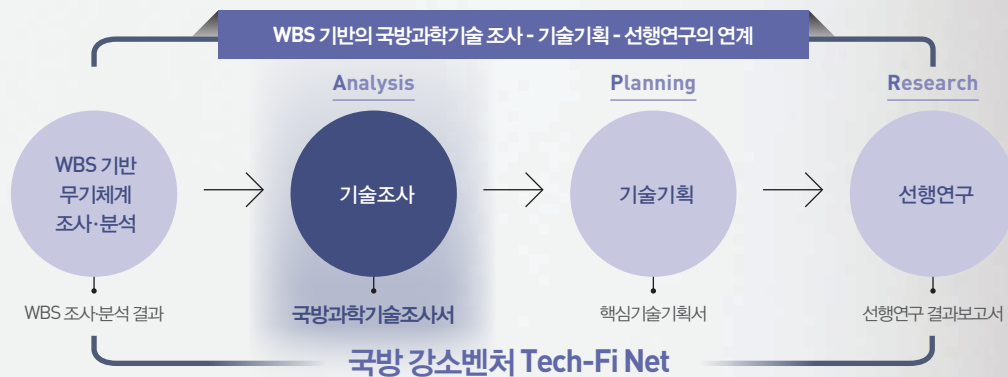 WBS 기반의 국방과학기술 조사 - 기술기획 - 선행연구의 연계
Analysis
Planning
Research
WBS 기반
무기체계
조사·분석
기술조사
기술기획
선행연구
WBS 조사·분석 결과
국방과학기술조사서
핵심기술기획서
선행연구 결과보고서
국방 강소벤처 Tech-Fi Net